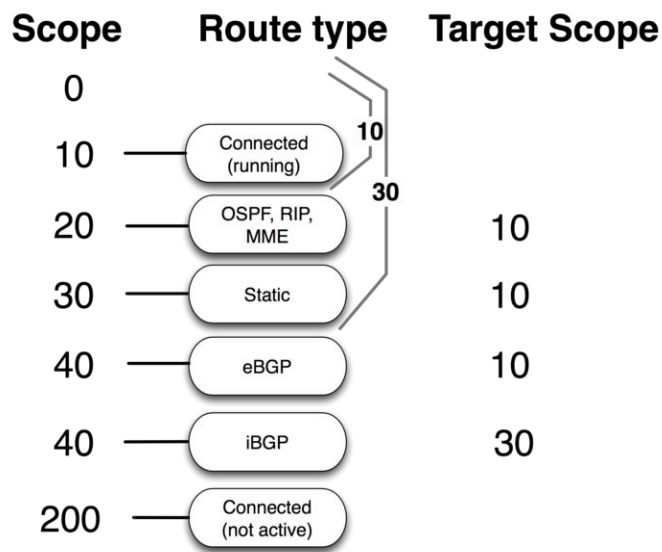 Scope Route type Target Scope
0
10 Connected
(running)
10
20 OSPF, RIP,
MME
30
10
30 Static 10
40 eBGP 10
40 iBGP 30
200 Connected
(not active)